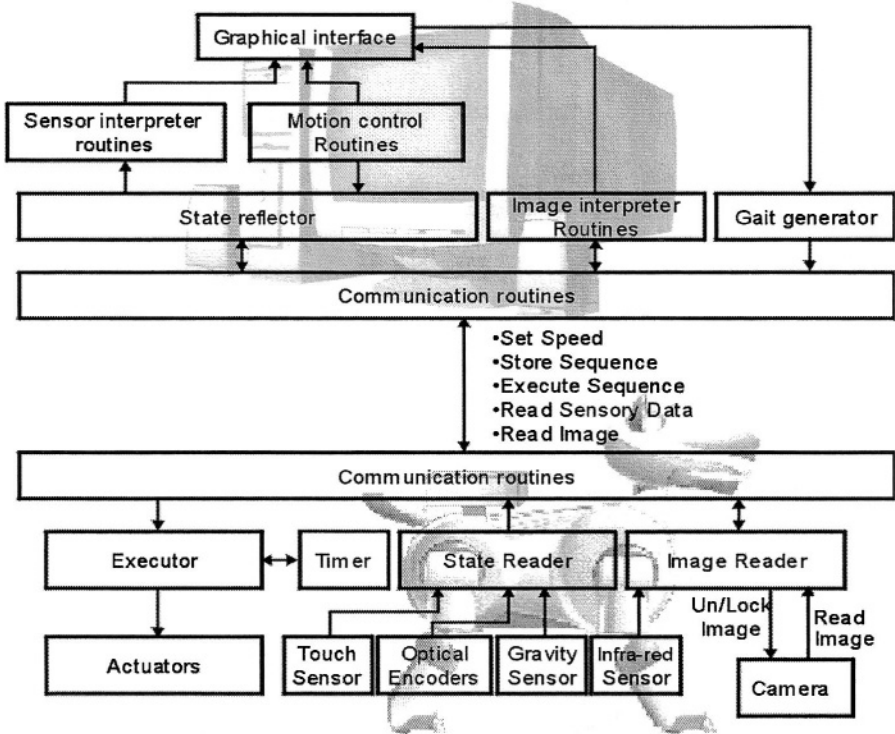 Graphical interface
Sensor interpreter
routines
Motion control
Routines
State reflector
Image interpreter
Routines
Gait generator
Communication routines
•Set Speed
•Store Sequence
•Execute Sequence
•Read Sensory Data
•Read Image
Communication routines
Executor
Timer
State Reader
Image Reader
Un/Lock
Image
Read
Image
Actuators
Touch
Sensor
Optical
Encoders
Gravity
Sensor
Infra-red
Sensor
Camera